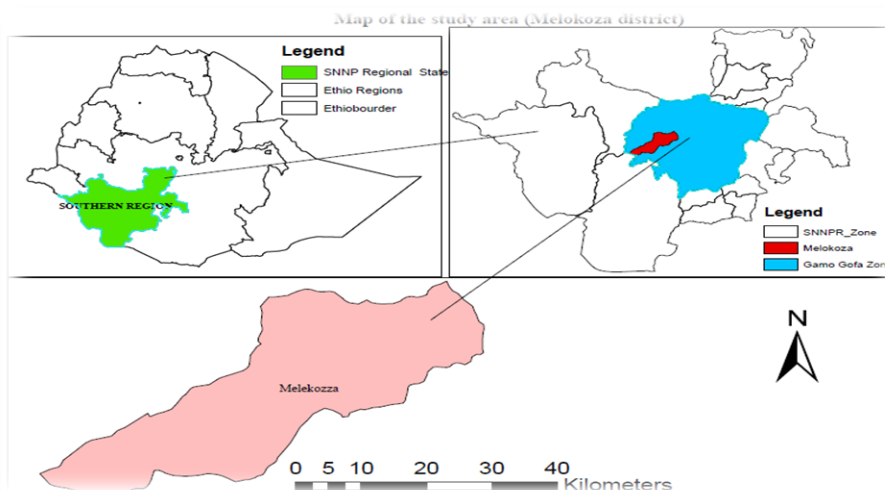 Map of the study area (Melokoza district)
Legend
SNNP Regional State
Ethio Regions
Ethiobourder
SOUTHERN REGION
Legend
SNNPR_Zone
Melokoza
Gamo Gofa Zon
Melekozza
N
0 5 10 20 30 40
Kilometers